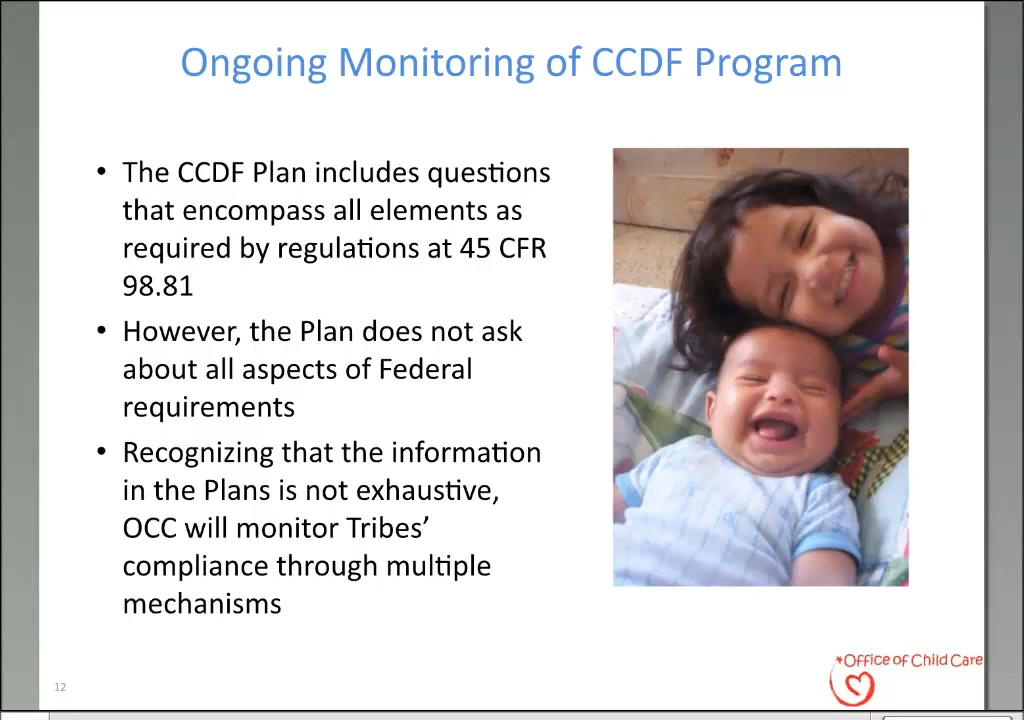 Ongoing Monitoring of CCDF Program
• The CCDF Plan includes questions
that encompass all elements as
required by regulations at 45 CFR
98.81
• However, the Plan does not ask
about all aspects of Federal
requirements
• Recognizing that the information
in the Plans is not exhaustive,
OCC will monitor Tribes’
compliance through multiple
mechanisms
Office of Child Care
12